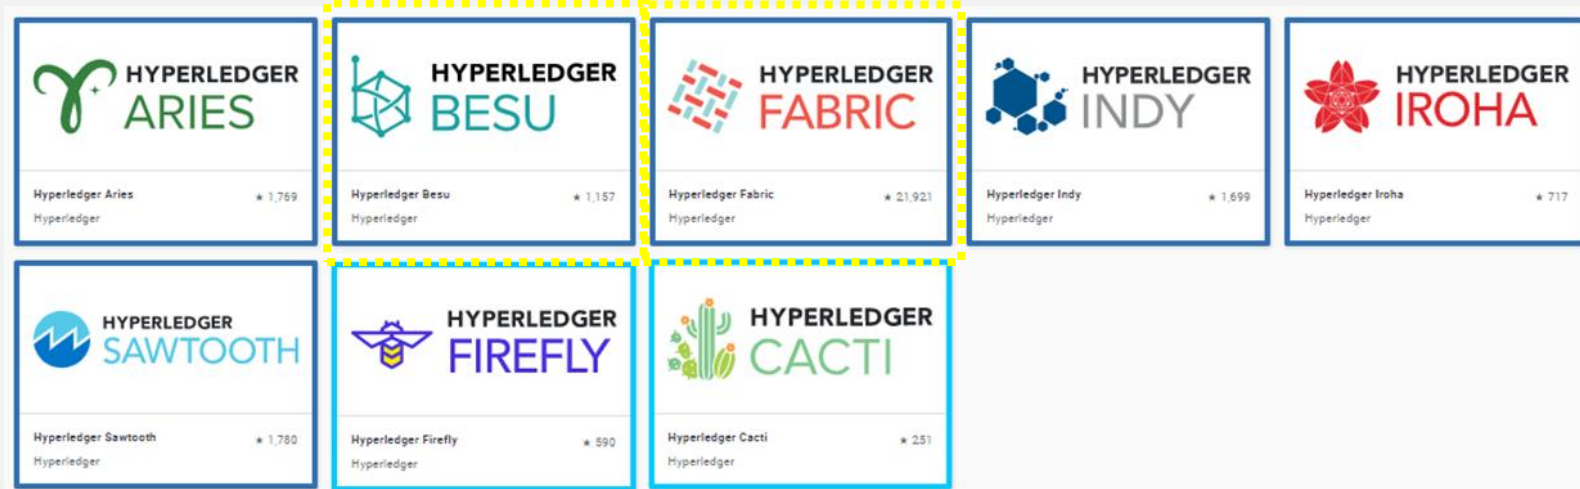 HYPERLEDGER
ARIES
Hyperledger Aries ★ 1,769
Hyperledger
HYPERLEDGER
BESU
Hyperledger Besu ★ 1,157
Hyperledger
HYPERLEDGER
FABRIC
Hyperledger Fabric ★ 21,921
Hyperledger
HYPERLEDGER
INDY
Hyperledger Indy ★ 1,699
Hyperledger
HYPERLEDGER
IROHA
Hyperledger Iroha ★ 717
Hyperledger
HYPERLEDGER
SAWTOOTH
Hyperledger Sawtooth ★ 1,780
Hyperledger
HYPERLEDGER
FIREFLY
Hyperledger Firefly ★ 590
Hyperledger
HYPERLEDGER
CACTI
Hyperledger Cacti ★ 251
Hyperledger